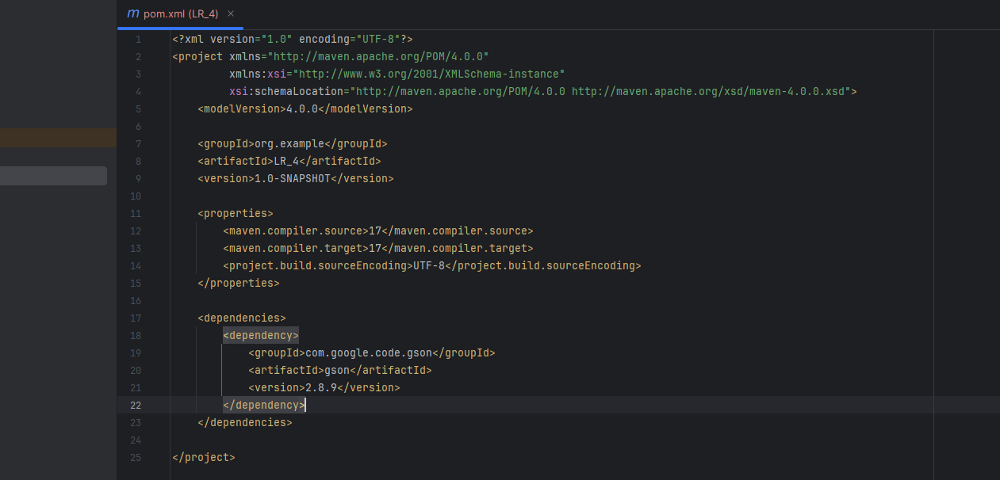 m pom.xml (LR_4) ×
1 <?xml version="1.0" encoding="UTF-8"?>
2 <project xmlns="http://maven.apache.org/POM/4.0.0"
3          xmlns:xsi="http://www.w3.org/2001/XMLSchema-instance"
4          xsi:schemaLocation="http://maven.apache.org/POM/4.0.0 http://maven.apache.org/xsd/maven-4.0.0.xsd">
5     <modelVersion>4.0.0</modelVersion>
6
7     <groupId>org.example</groupId>
8     <artifactId>LR_4</artifactId>
9     <version>1.0-SNAPSHOT</version>
10
11     <properties>
12         <maven.compiler.source>17</maven.compiler.source>
13         <maven.compiler.target>17</maven.compiler.target>
14         <project.build.sourceEncoding>UTF-8</project.build.sourceEncoding>
15     </properties>
16
17     <dependencies>
18         <dependency>
19             <groupId>com.google.code.gson</groupId>
20             <artifactId>gson</artifactId>
21             <version>2.8.9</version>
22         </dependency>
23     </dependencies>
24
25 </project>